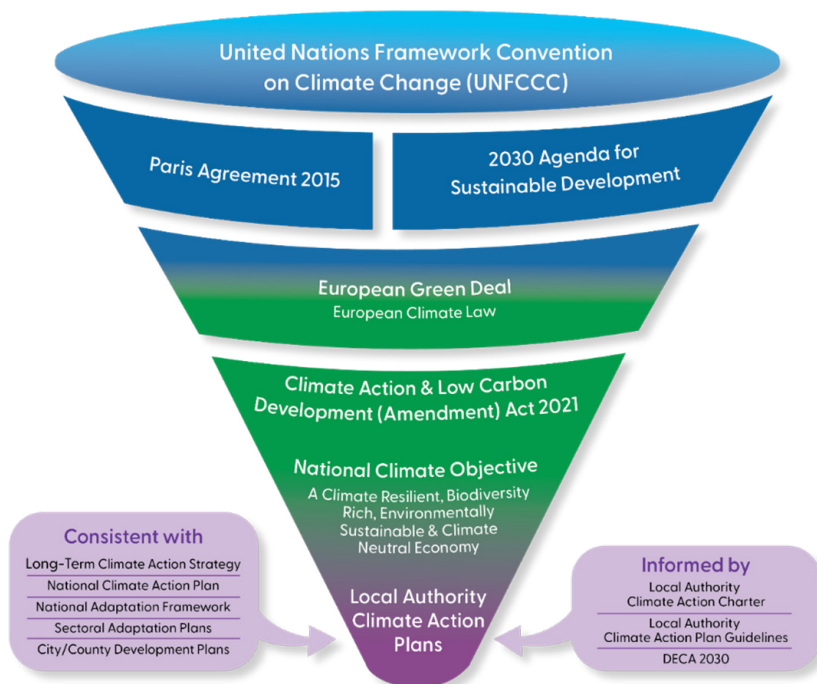 United Nations Framework Convention
on Climate Change (UNFCCC)
Paris Agreement 2015
2030 Agenda for
Sustainable Development
European Green Deal
European Climate Law
Climate Action & Low Carbon
Development (Amendment) Act 2021
National Climate Objective
A Climate Resilient, Biodiversity
Rich, Environmentally
Sustainable & Climate
Neutral Economy
Local Authority
Climate Action
Plans
Consistent with
Long-Term Climate Action Strategy
National Climate Action Plan
National Adaptation Framework
Sectoral Adaptation Plans
City/County Development Plans
Informed by
Local Authority
Climate Action Charter
Local Authority
Climate Action Plan Guidelines
DECA 2030